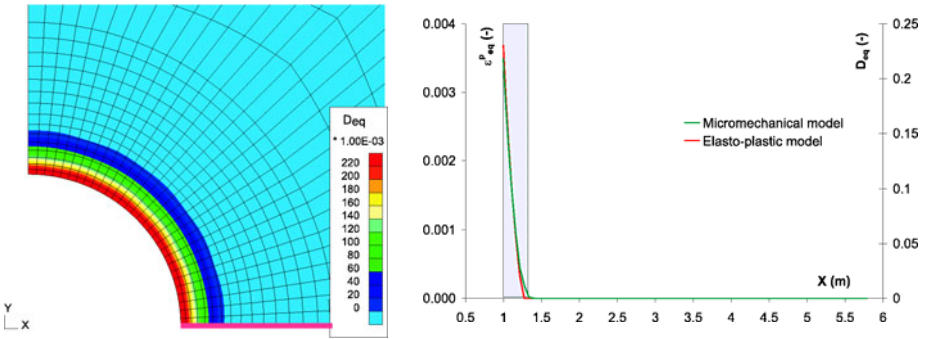 D eq
* 1.00E-03
220
200
180
160
140
120
100
80
60
40
20
0
Y
X
0.004
0.003
0.002
0.001
0.000
ε^p_eq (-)
0.25
0.2
0.15
0.1
0.05
0
D_eq (-)
Micromechanical model
Elasto-plastic model
X (m)
0.5 1 1.5 2 2.5 3 3.5 4 4.5 5 5.5 6